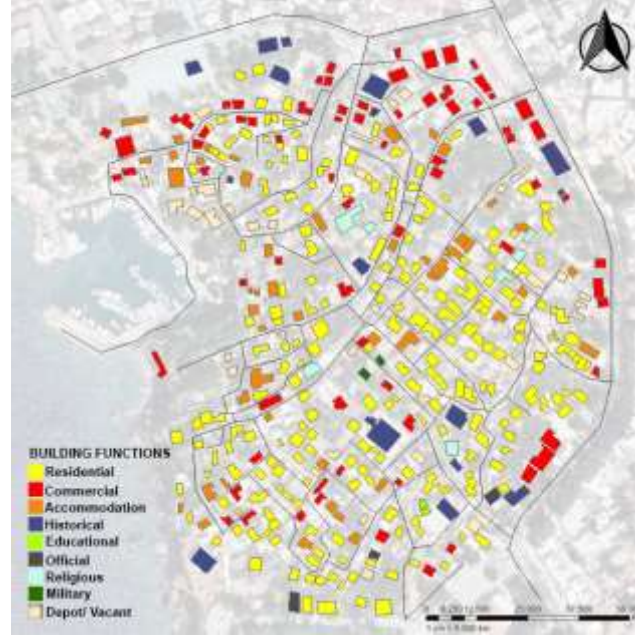 BUILDING FUNCTIONS
Residential
Commercial
Accommodation
Historical
Educational
Official
Religious
Military
Depot/ Vacant